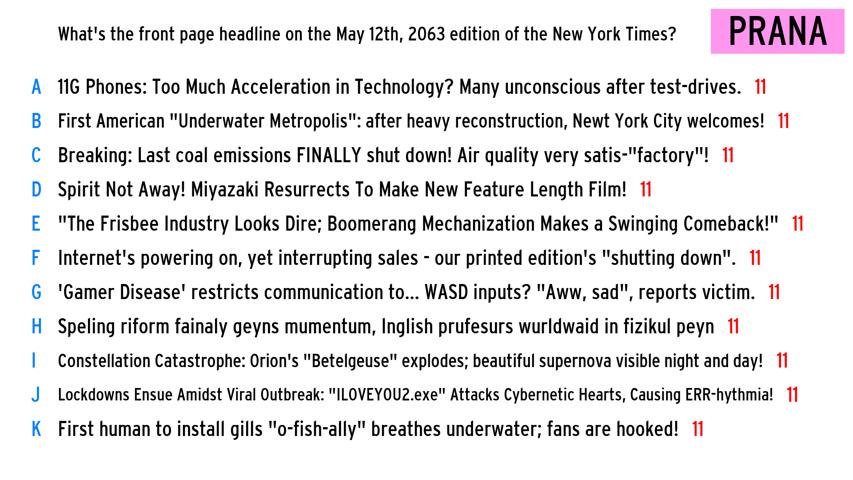 What's the front page headline on the May 12th, 2063 edition of the New York Times?
PRANA
A 11G Phones: Too Much Acceleration in Technology? Many unconscious after test-drives. 11
B First American "Underwater Metropolis": after heavy reconstruction, Newt York City welcomes! 11
C Breaking: Last coal emissions FINALLY shut down! Air quality very satis-"factory"! 11
D Spirit Not Away! Miyazaki Resurrects To Make New Feature Length Film! 11
E "The Frisbee Industry Looks Dire; Boomerang Mechanization Makes a Swinging Comeback!" 11
F Internet's powering on, yet interrupting sales - our printed edition's "shutting down". 11
G 'Gamer Disease' restricts communication to... WASD inputs? "Aww, sad", reports victim. 11
H Speling riform fainaly geyns mumentum, Inglish prufesurs wurldwaid in fizikul peyn 11
I Constellation Catastrophe: Orion's "Betelgeuse" explodes; beautiful supernova visible night and day! 11
J Lockdowns Ensue Amidst Viral Outbreak: "ILOVEYOU2.exe" Attacks Cybernetic Hearts, Causing ERR-hythmia! 11
K First human to install gills "o-fish-ally" breathes underwater; fans are hooked! 11